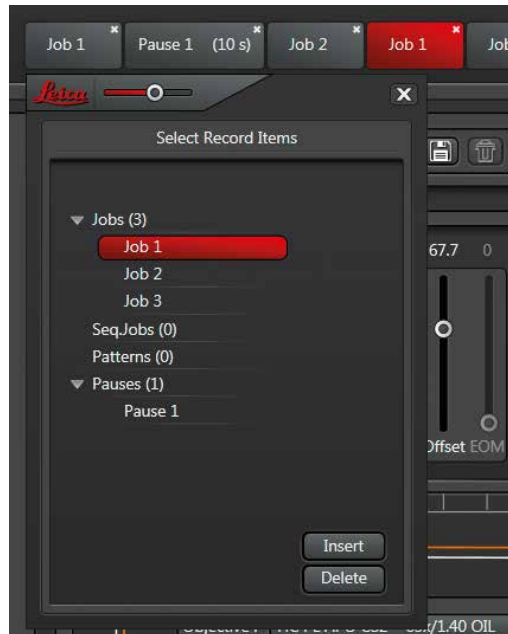 Job 1 Pause 1 (10 s) Job 2 Job 1
Leica
Select Record Items
Jobs (3)
Job 1
67.7 0
Job 2
Job 3
Seq.Jobs (0)
Patterns (0)
Pauses (1)
Pause 1
Offset EOM
Insert
Delete
/1.40 OIL